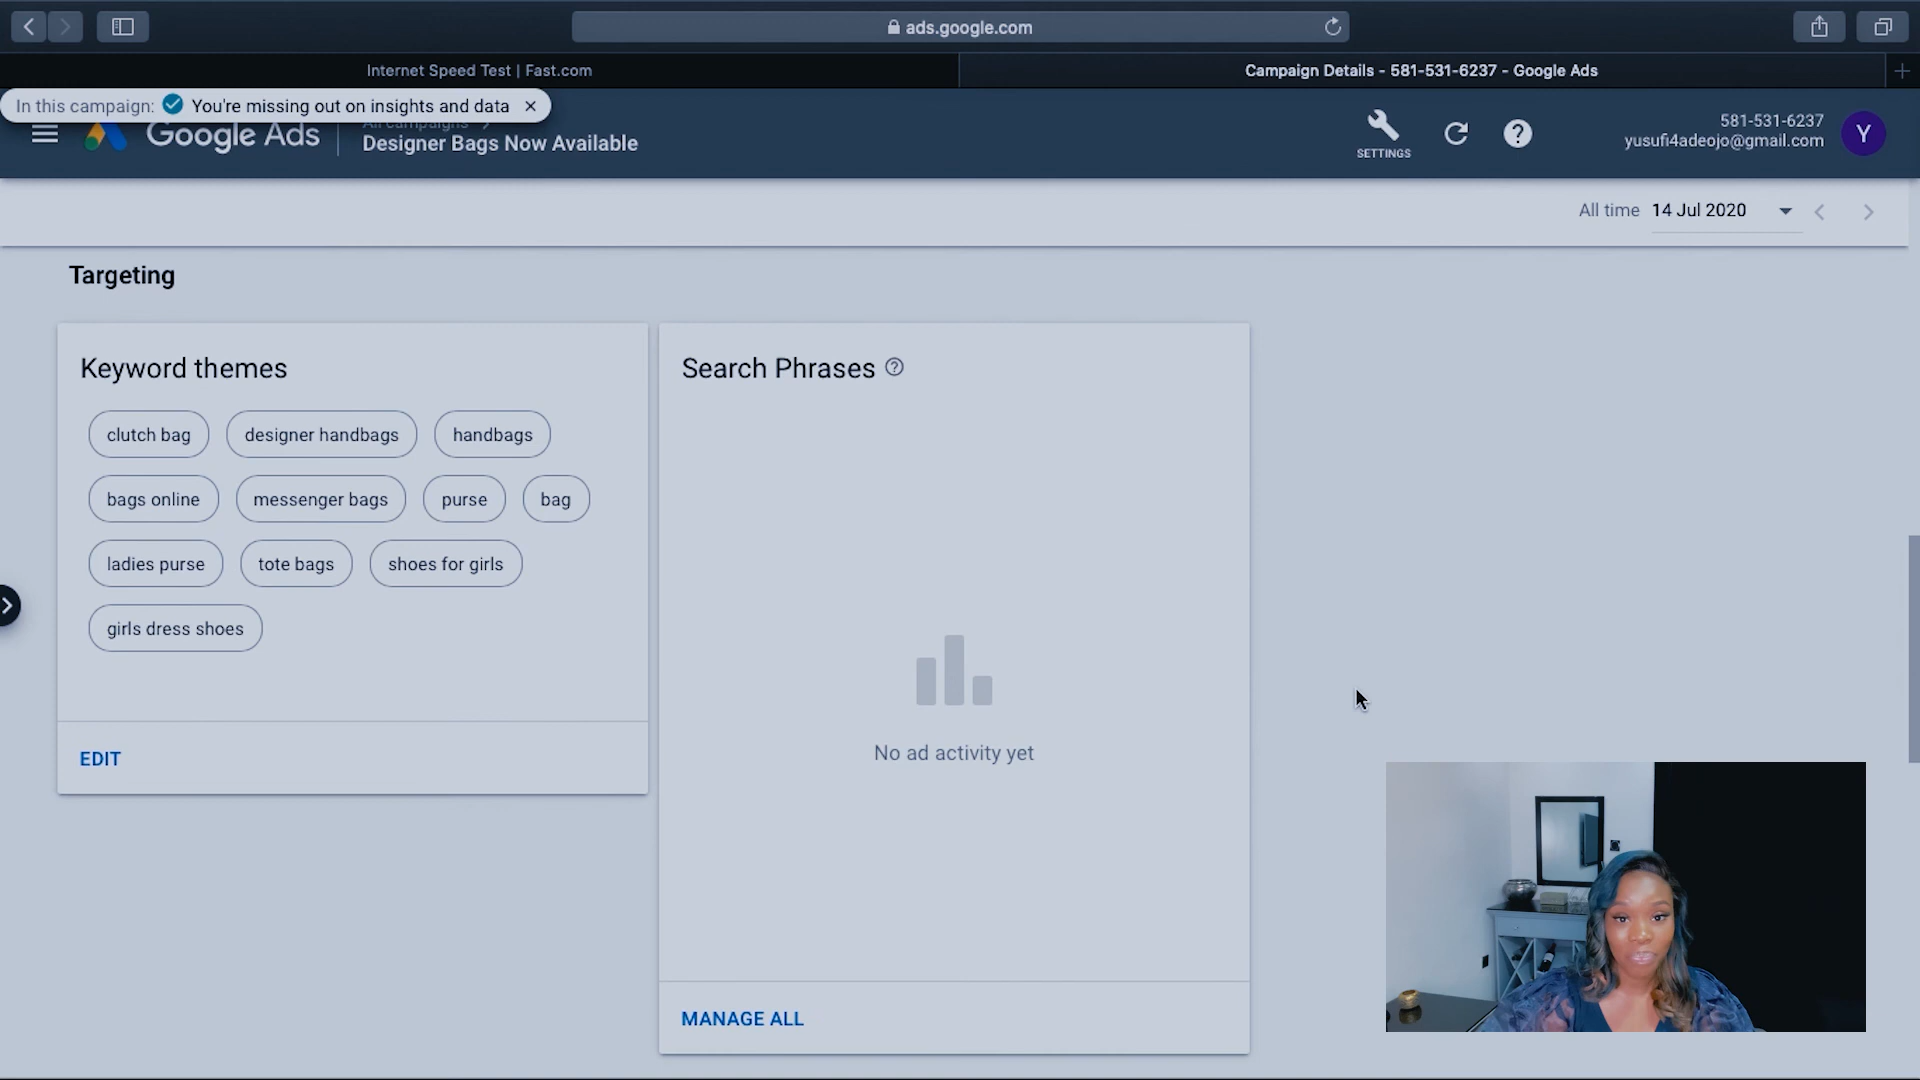 ads.google.com
Internet Speed Test | Fast.com
Campaign Details - 581-531-6237 - Google Ads
In this campaign: You're missing out on insights and data
Google Ads
All campaigns
Designer Bags Now Available
SETTINGS
581-531-6237
yusufi4adeojo@gmail.com
Y
All time 14 Jul 2020
Targeting
Keyword themes
clutch bag designer handbags handbags
bags online messenger bags purse bag
ladies purse tote bags shoes for girls
girls dress shoes
EDIT
Search Phrases
No ad activity yet
MANAGE ALL